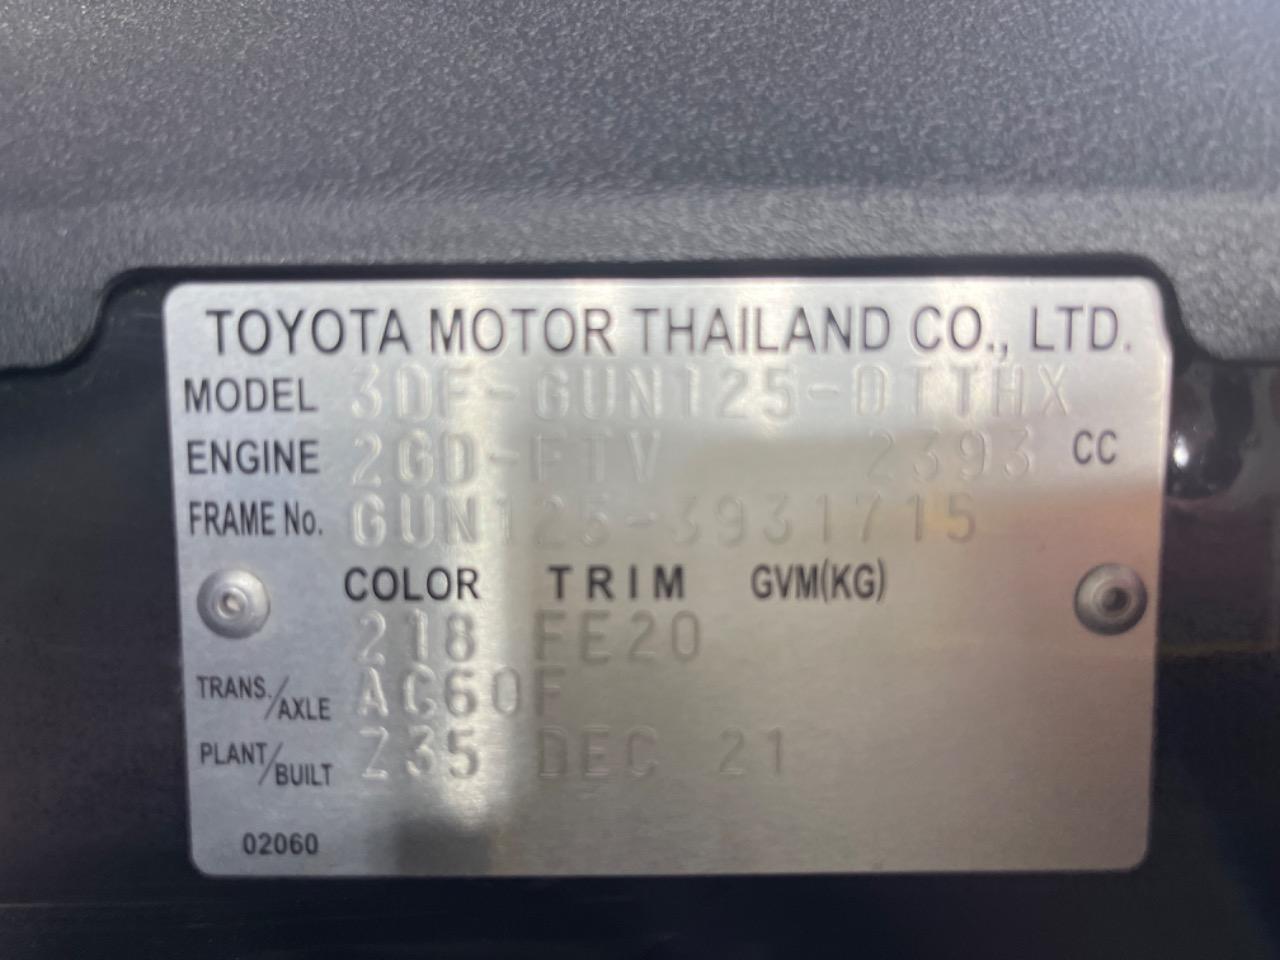 TOYOTA MOTOR THAILAND CO., LTD.
MODEL 3DF-GUN125-DTTHX
ENGINE 2GD-FTV 2393 CC
FRAME No. GUN125-3931715
COLOR TRIM GVM(KG)
218 FE20
TRANS./AXLE AC60F
PLANT/BUILT Z35 DEC 21
02060